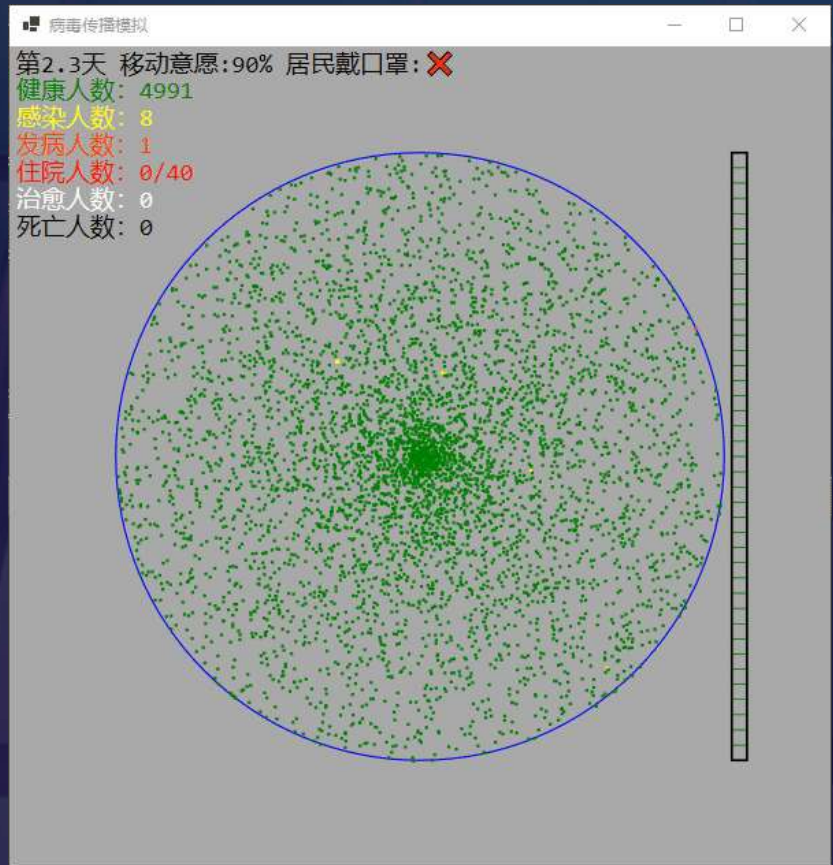 病毒传播模拟
第2.3天 移动意愿:90% 居民戴口罩:❌
健康人数: 4991
感染人数: 8
发病人数: 1
住院人数: 0/40
治愈人数: 0
死亡人数: 0